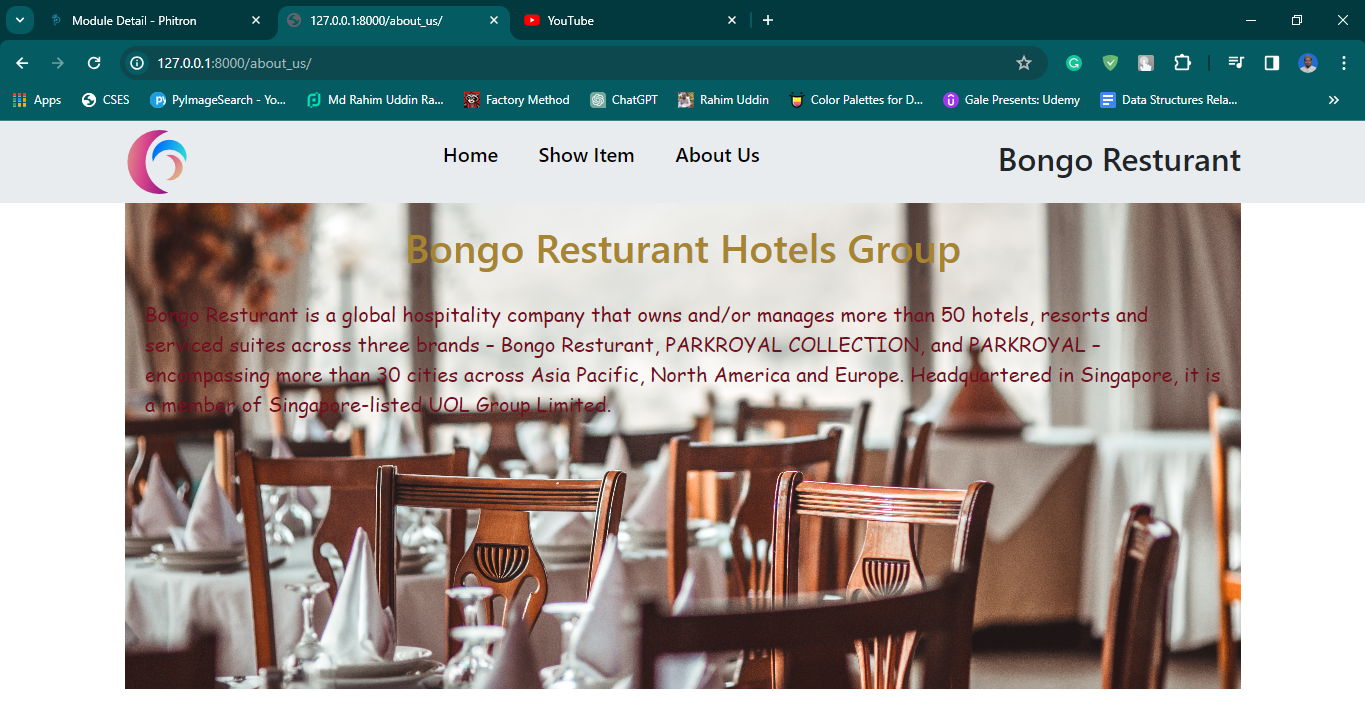 Module Detail - Phitron
127.0.0.1:8000/about_us/
YouTube
127.0.0.1:8000/about_us/
Apps
CSES
PyImageSearch - Yo...
Md Rahim Uddin Ra...
Factory Method
ChatGPT
Rahim Uddin
Color Palettes for D...
Gale Presents: Udemy
Data Structures Rela...
Home
Show Item
About Us
Bongo Resturant
Bongo Resturant Hotels Group
Bongo Resturant is a global hospitality company that owns and/or manages more than 50 hotels, resorts and
serviced suites across three brands – Bongo Resturant, PARKROYAL COLLECTION, and PARKROYAL –
encompassing more than 30 cities across Asia Pacific, North America and Europe. Headquartered in Singapore, it is
a member of Singapore-listed UOL Group Limited.